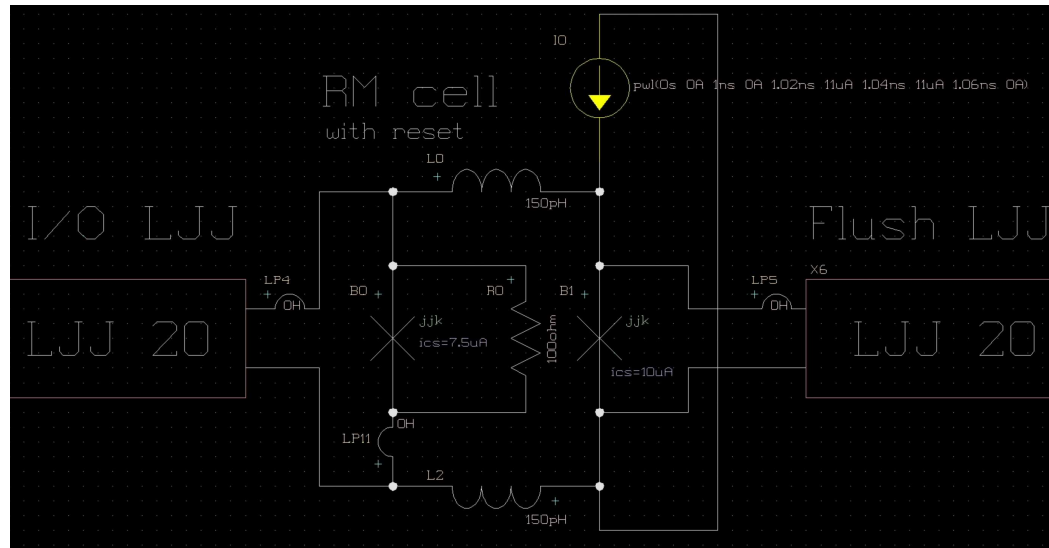 I0
pwl(0s 0A 1ns 0A 1.02ns 11uA 1.04ns 11uA 1.06ns 0A)
RM cell
with reset
L0
+
150pH
I/O LJJ
Flush LJJ
LP4
+
0H
B0 +
R0 +
B1 +
LP5
+
0H
X6
jjk
ics=7.5uA
100ohm
jjk
ics=10uA
LJJ 20
LJJ 20
0H
LP11
+
L2
+
150pH